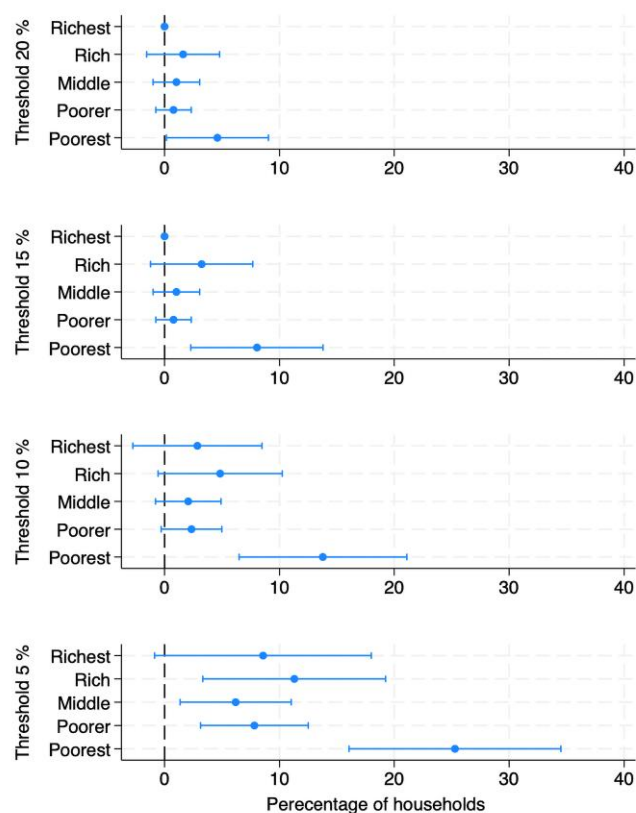 Threshold 20 %
Richest
Rich
Middle
Poorer
Poorest
0 10 20 30 40
Threshold 15 %
Richest
Rich
Middle
Poorer
Poorest
0 10 20 30 40
Threshold 10 %
Richest
Rich
Middle
Poorer
Poorest
0 10 20 30 40
Threshold 5 %
Richest
Rich
Middle
Poorer
Poorest
0 10 20 30 40
Perecentage of households